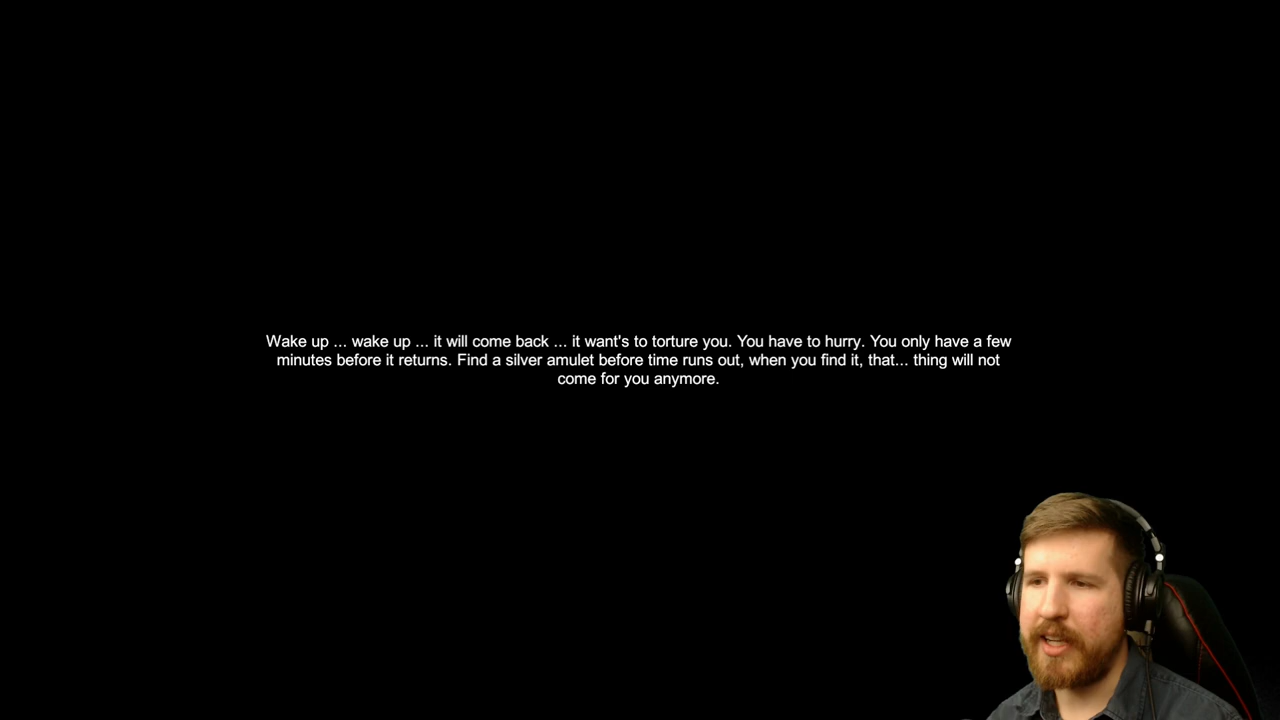 Wake up ... wake up ... it will come back ... it want's to torture you. You have to hurry. You only have a few
minutes before it returns. Find a silver amulet before time runs out, when you find it, that... thing will not
come for you anymore.